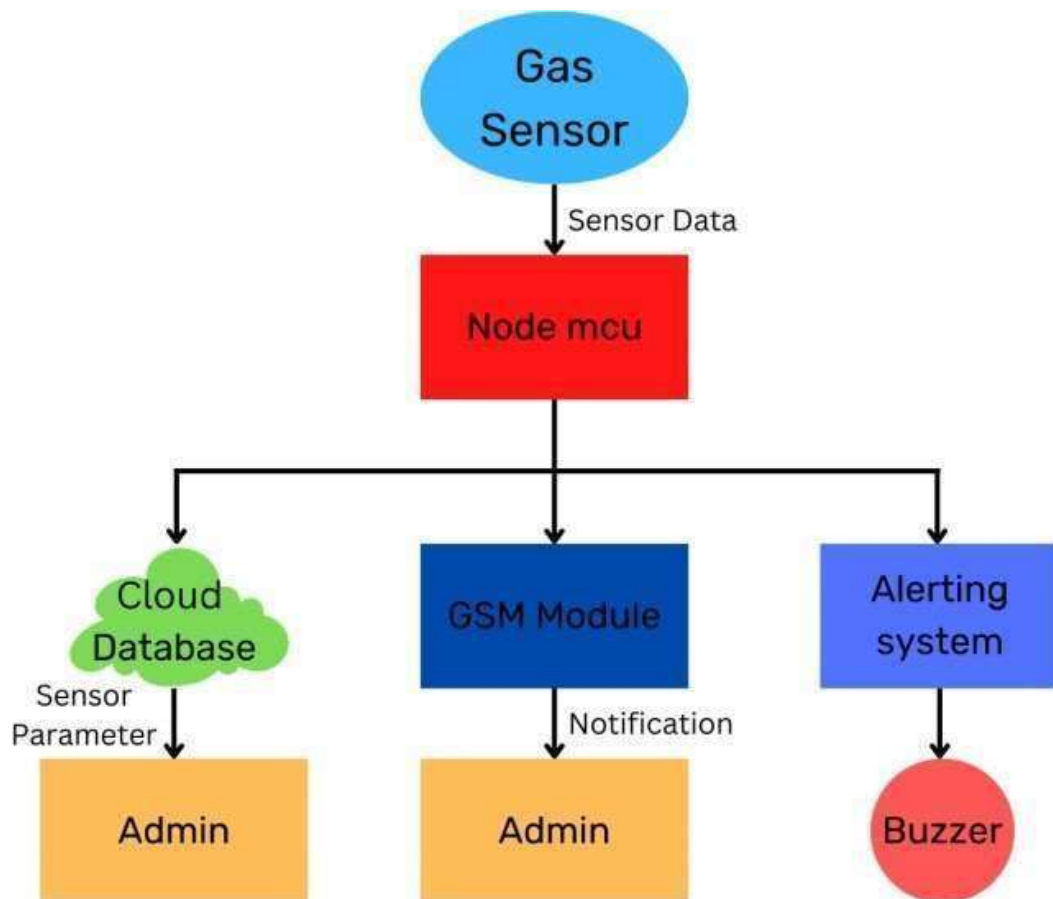 Gas
Sensor
Sensor Data
Node mcu
Cloud
Database
GSM Module
Alerting
system
Sensor
Parameter
Notification
Admin
Admin
Buzzer